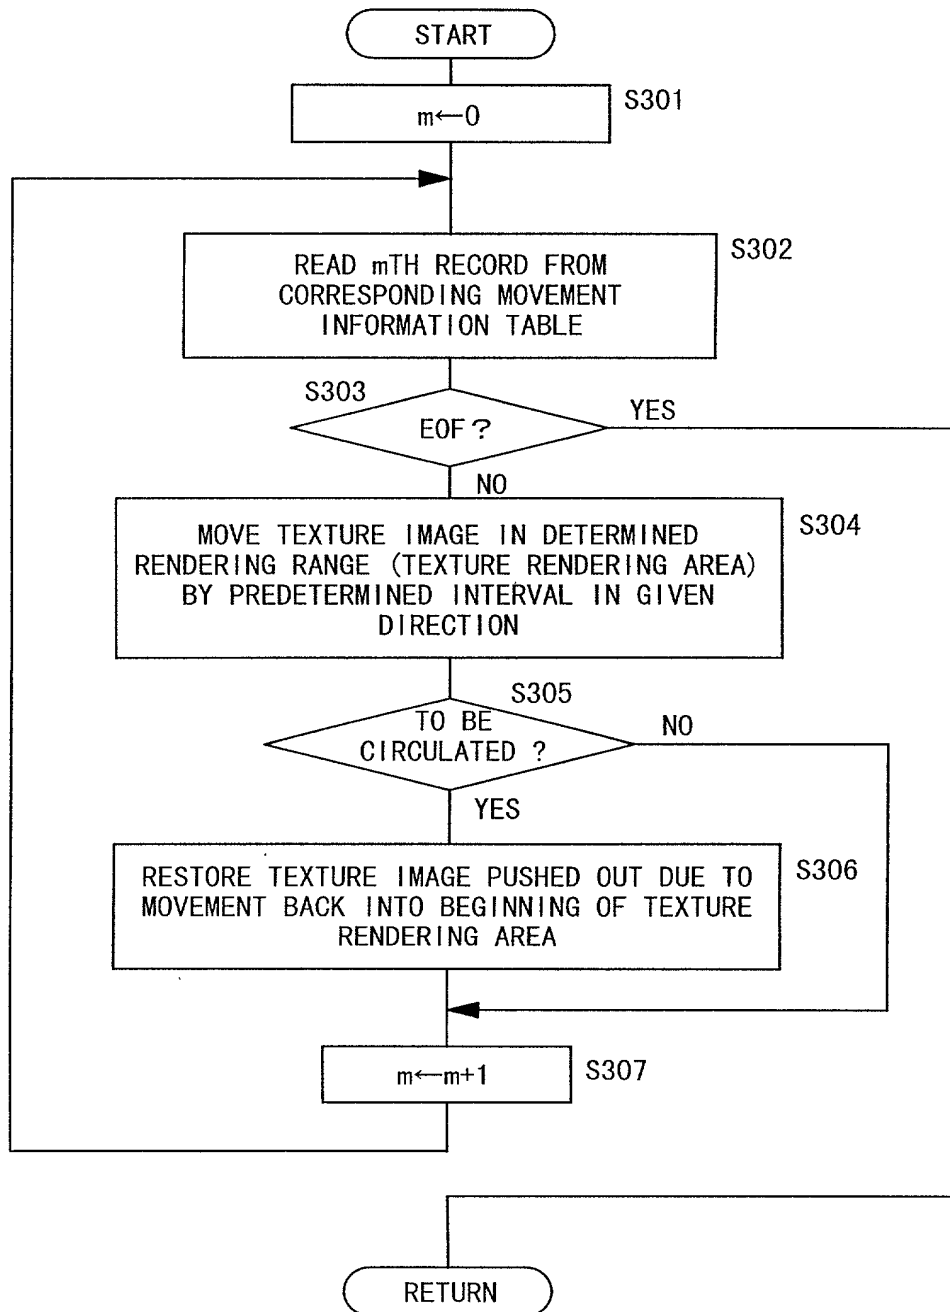 START
m←0
S301
READ mTH RECORD FROM
CORRESPONDING MOVEMENT
INFORMATION TABLE
S302
S303
EOF?
YES
NO
MOVE TEXTURE IMAGE IN DETERMINED
RENDERING RANGE (TEXTURE RENDERING AREA)
BY PREDETERMINED INTERVAL IN GIVEN
DIRECTION
S304
S305
TO BE
CIRCULATED ?
NO
YES
RESTORE TEXTURE IMAGE PUSHED OUT DUE TO
MOVEMENT BACK INTO BEGINNING OF TEXTURE
RENDERING AREA
S306
m←m+1
S307
RETURN